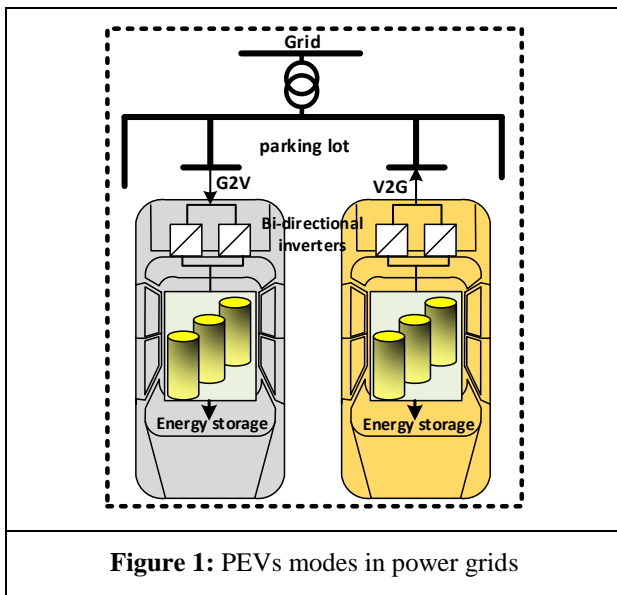 Grid
parking lot
G2V
V2G
Bi-directional
inverters
Energy storage
Energy storage
Figure 1: PEVs modes in power grids